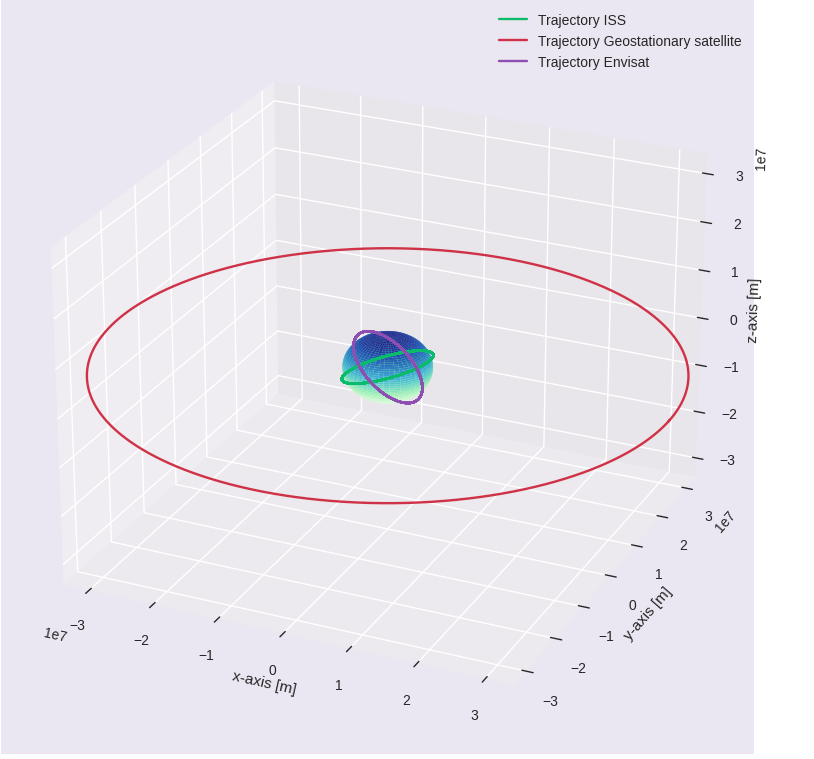 Trajectory ISS
Trajectory Geostationary satellite
Trajectory Envisat
1e7
3
2
1
0
−1
−2
−3
z-axis [m]
3
2
1
0
−1
−2
−3
1e7
y-axis [m]
−3
−2
−1
0
1
2
3
1e7
x-axis [m]